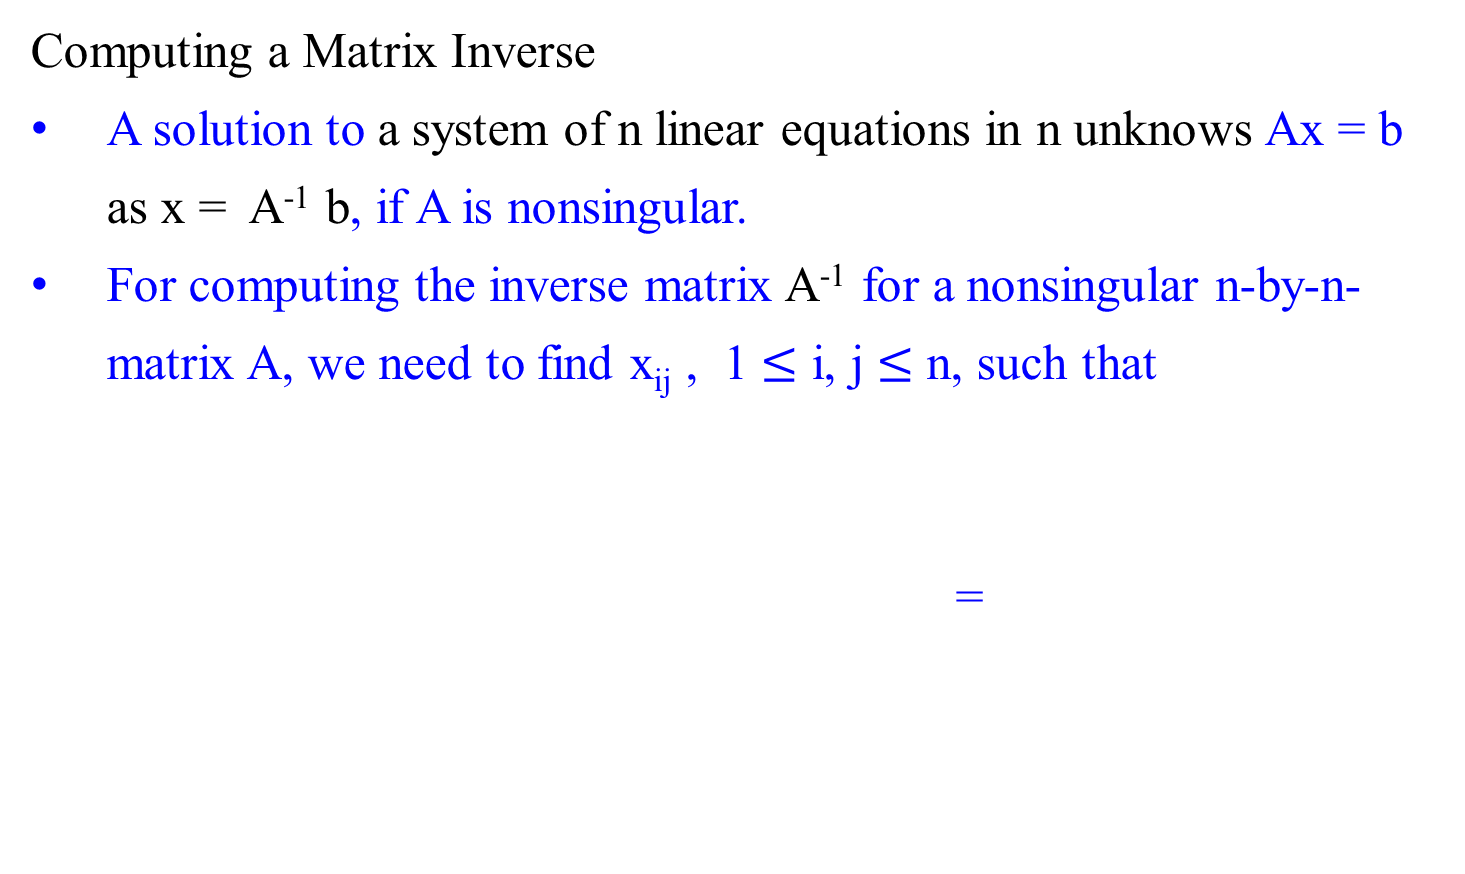 Computing a Matrix Inverse
• A solution to a system of n linear equations in n unknows Ax = b
as x = A⁻¹ b, if A is nonsingular.
• For computing the inverse matrix A⁻¹ for a nonsingular n-by-n-
matrix A, we need to find xᵢⱼ , 1 ≤ i, j ≤ n, such that
=